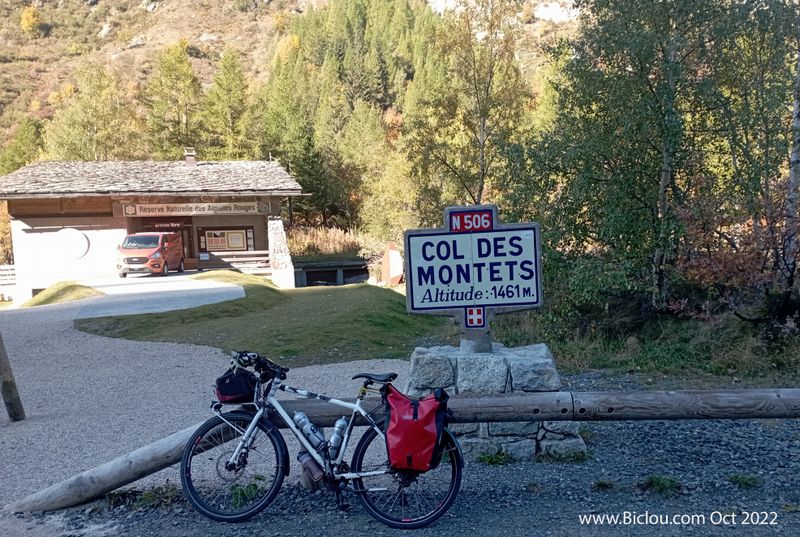 Réserve Naturelle des Aiguilles Rouges
N 506
COL DES
MONTETS
Altitude: 1461 M.
www.Biclou.com Oct 2022